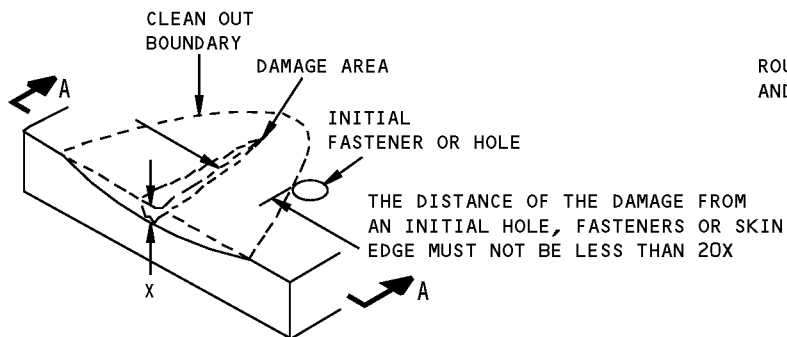 CLEAN OUT
BOUNDARY
DAMAGE AREA
A
INITIAL
FASTENER OR HOLE
THE DISTANCE OF THE DAMAGE FROM
AN INITIAL HOLE, FASTENERS OR SKIN
EDGE MUST NOT BE LESS THAN 20X
X
A